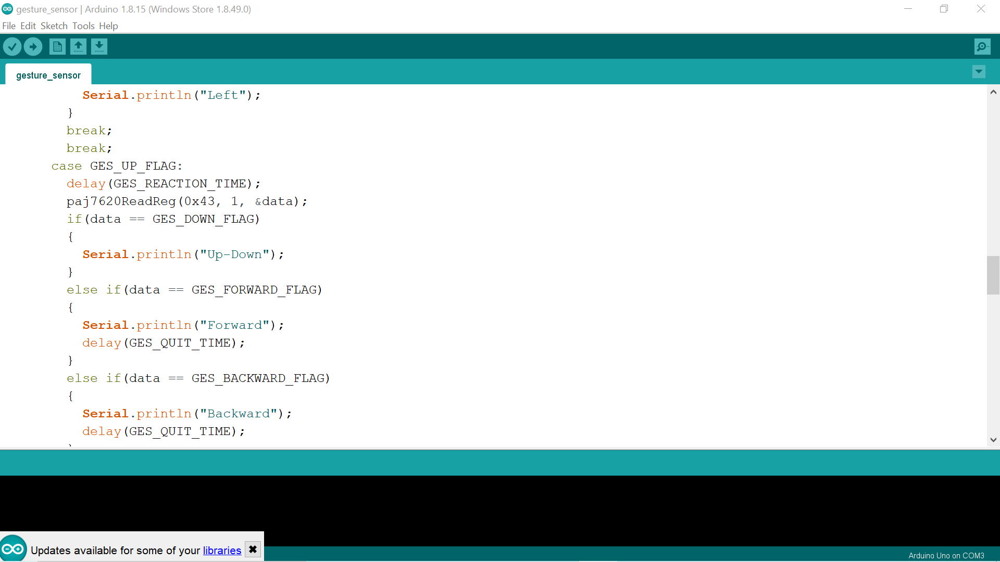 gesture_sensor | Arduino 1.8.15 (Windows Store 1.8.49.0)
File Edit Sketch Tools Help
gesture_sensor
Serial.println("Left");
}
break;
break;
case GES_UP_FLAG:
delay(GES_REACTION_TIME);
paj7620ReadReg(0x43, 1, &data);
if(data == GES_DOWN_FLAG)
{
Serial.println("Up-Down");
}
else if(data == GES_FORWARD_FLAG)
{
Serial.println("Forward");
delay(GES_QUIT_TIME);
}
else if(data == GES_BACKWARD_FLAG)
{
Serial.println("Backward");
delay(GES_QUIT_TIME);
Updates available for some of your libraries
Arduino Uno on COM3